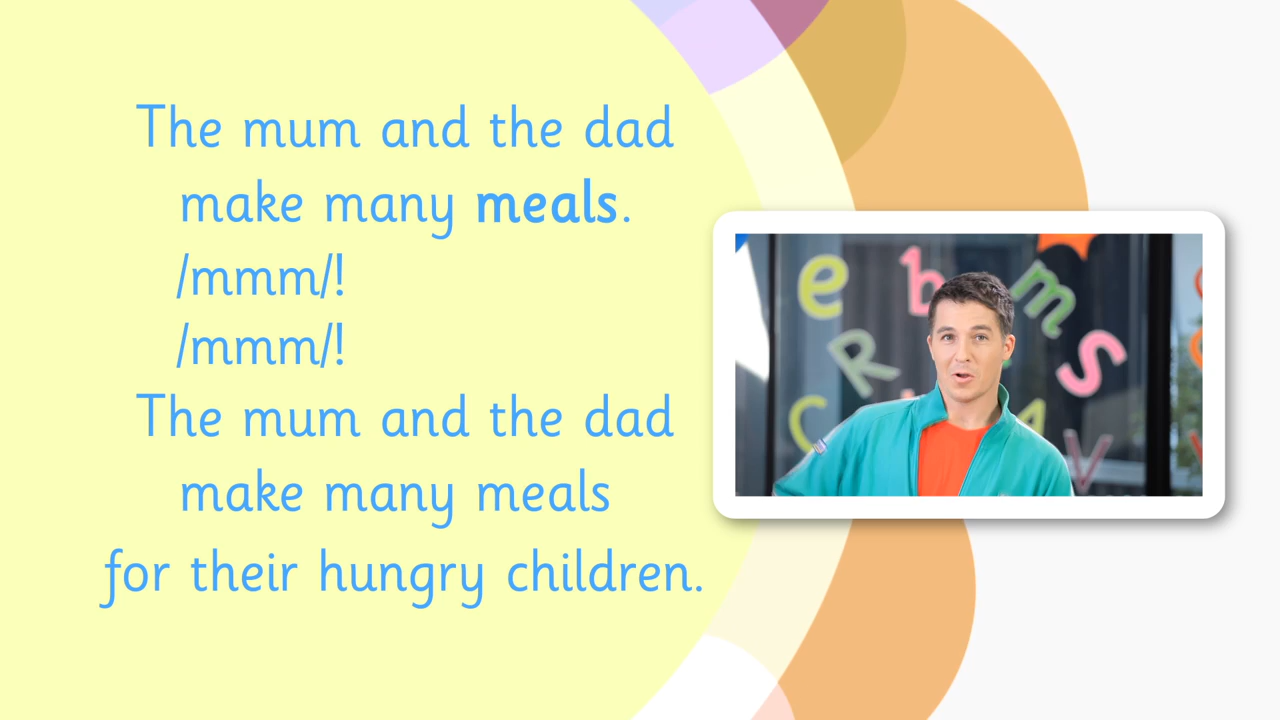 The mum and the dad
make many meals.
/mmm/!
/mmm/!
The mum and the dad
make many meals
for their hungry children.
e b m
R S
C A V